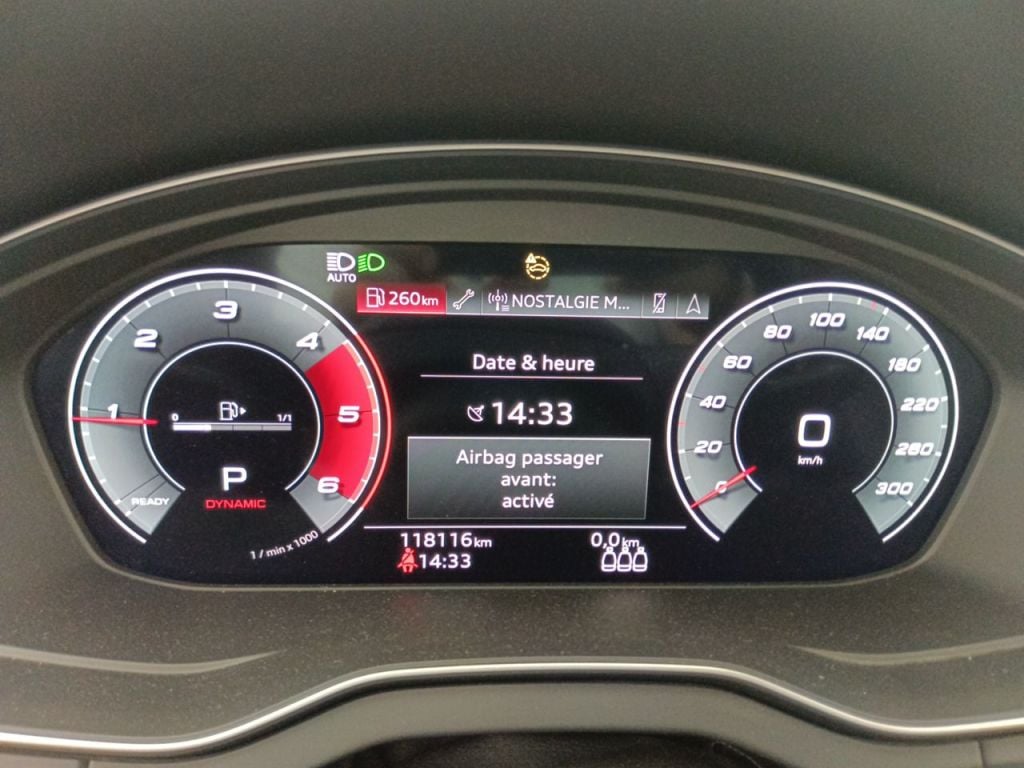 AUTO
260km
NOSTALGIE M...
Date & heure
14:33
Airbag passager
avant:
activé
118116km
14:33
0,0km
READY
1
2
3
4
5
6
1 / min x 1000
0 1/1
P
DYNAMIC
0
20
40
60
80
100
140
180
220
260
300
0
km/h